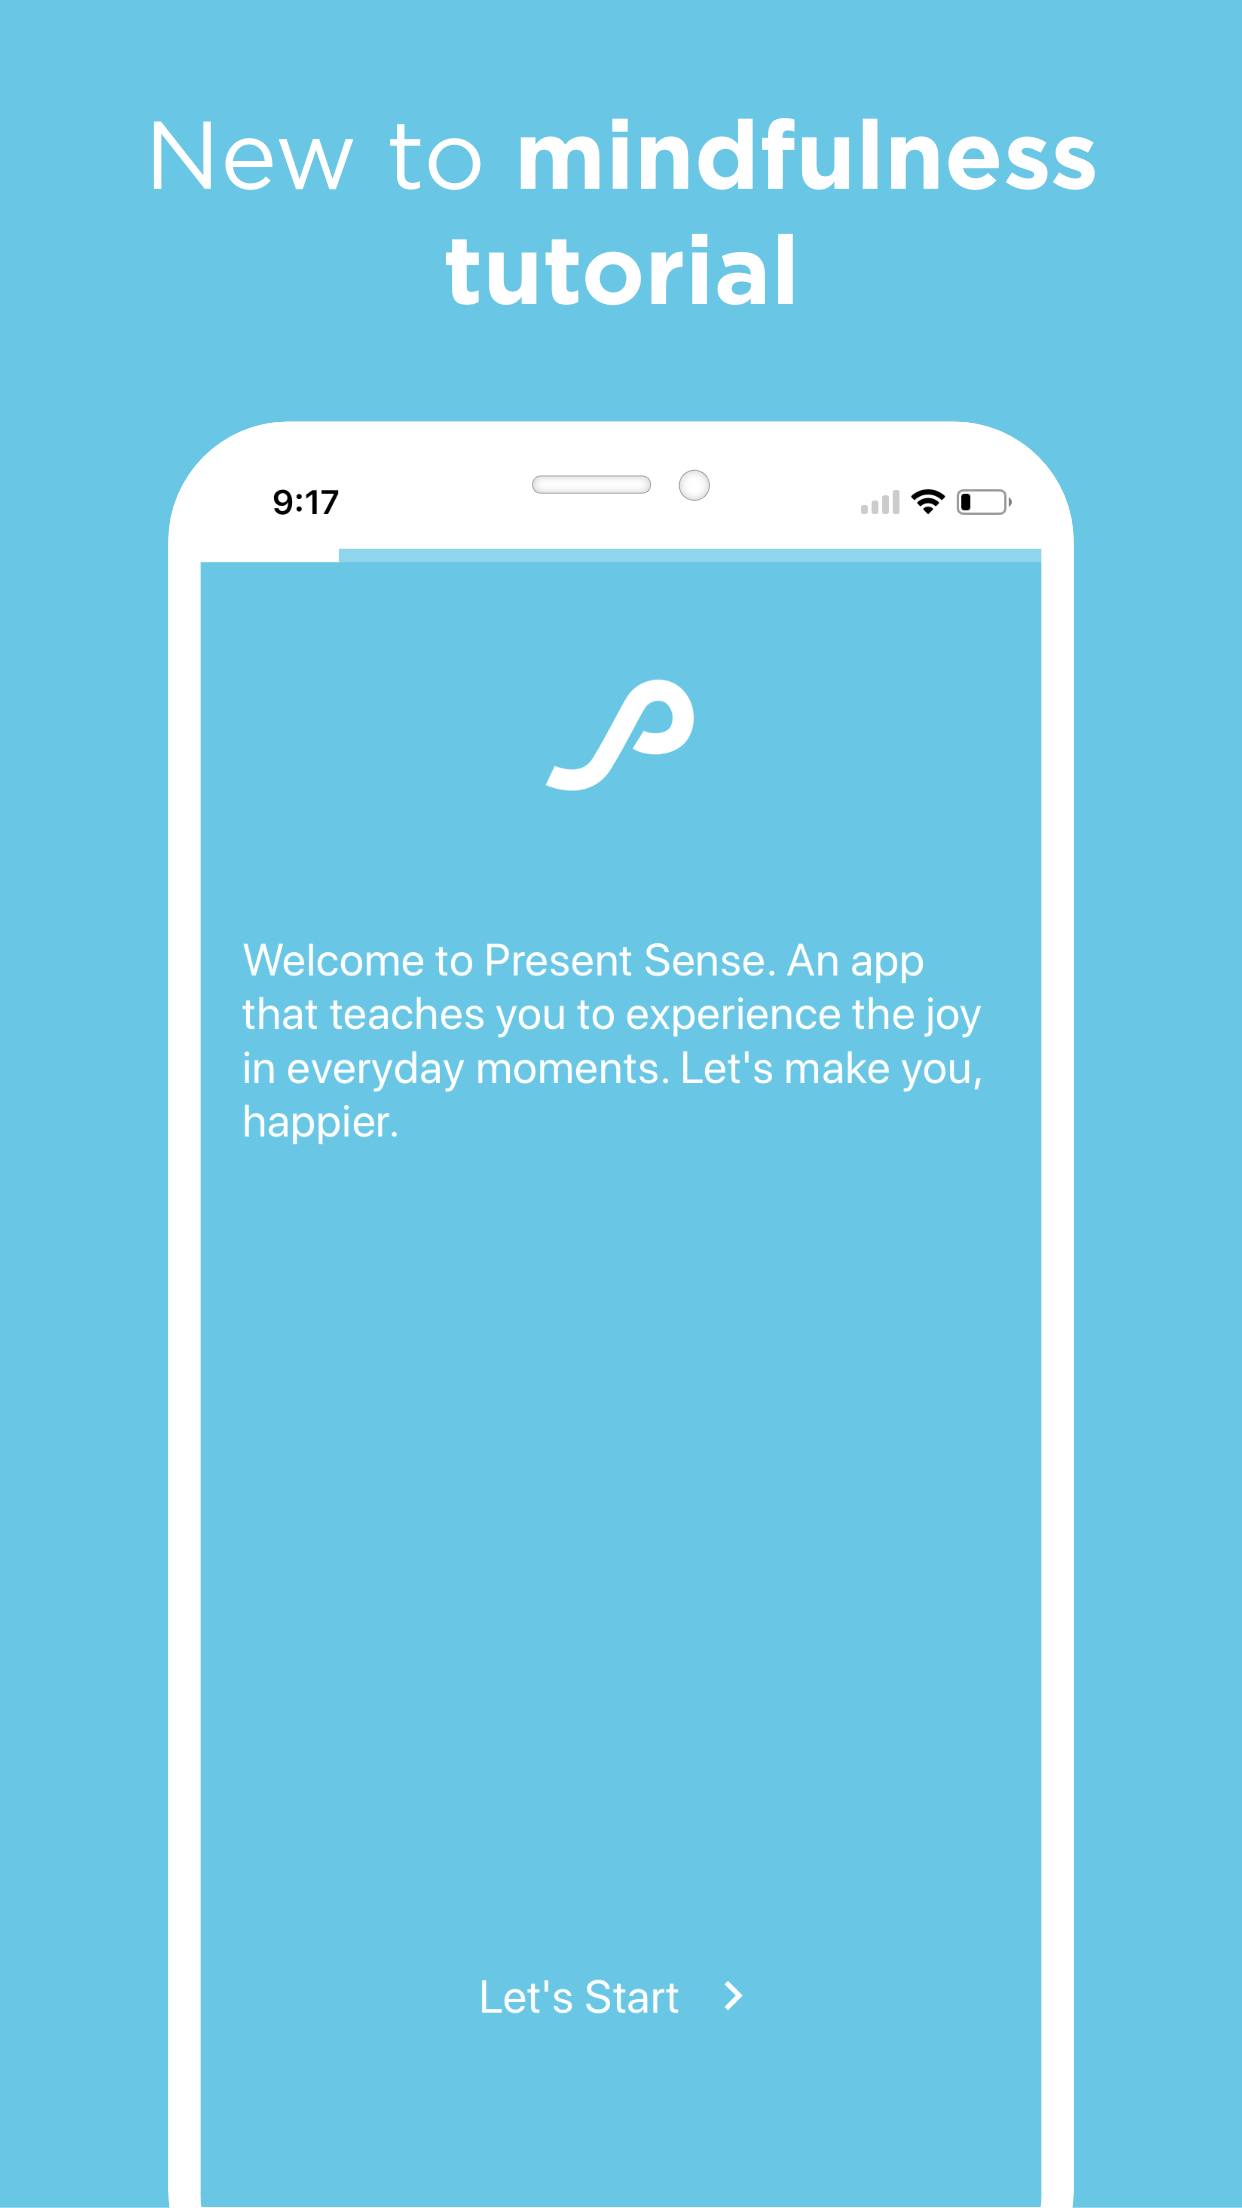 New to mindfulness
tutorial
9:17
Welcome to Present Sense. An app
that teaches you to experience the joy
in everyday moments. Let's make you,
happier.
Let's Start